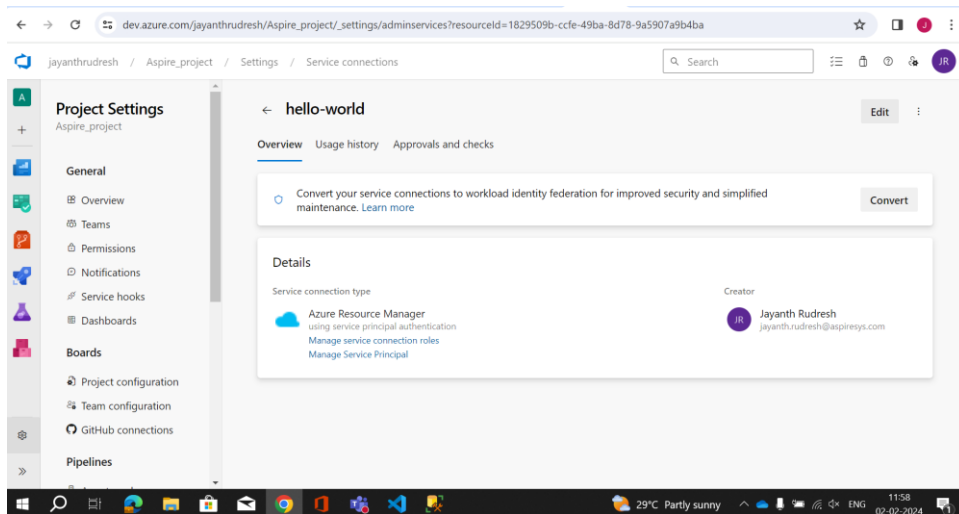 dev.azure.com/jayanthrudresh/Aspire_project/_settings/adminservices?resourceId=1829509b-ccfe-49ba-8d78-9a5907a9b4ba
J
jayanthrudresh / Aspire_project / Settings / Service connections
Search
JR
A
Project Settings
Aspire_project
General
Overview
Teams
Permissions
Notifications
Service hooks
Dashboards
Boards
Project configuration
Team configuration
GitHub connections
Pipelines
hello-world
Edit
Overview Usage history Approvals and checks
Convert your service connections to workload identity federation for improved security and simplified
maintenance. Learn more
Convert
Details
Service connection type
Azure Resource Manager
using service principal authentication
Manage service connection roles
Manage Service Principal
Creator
JR
Jayanth Rudresh
jayanth.rudresh@aspiresys.com
29°C Partly sunny
ENG
11:58
02-02-2024